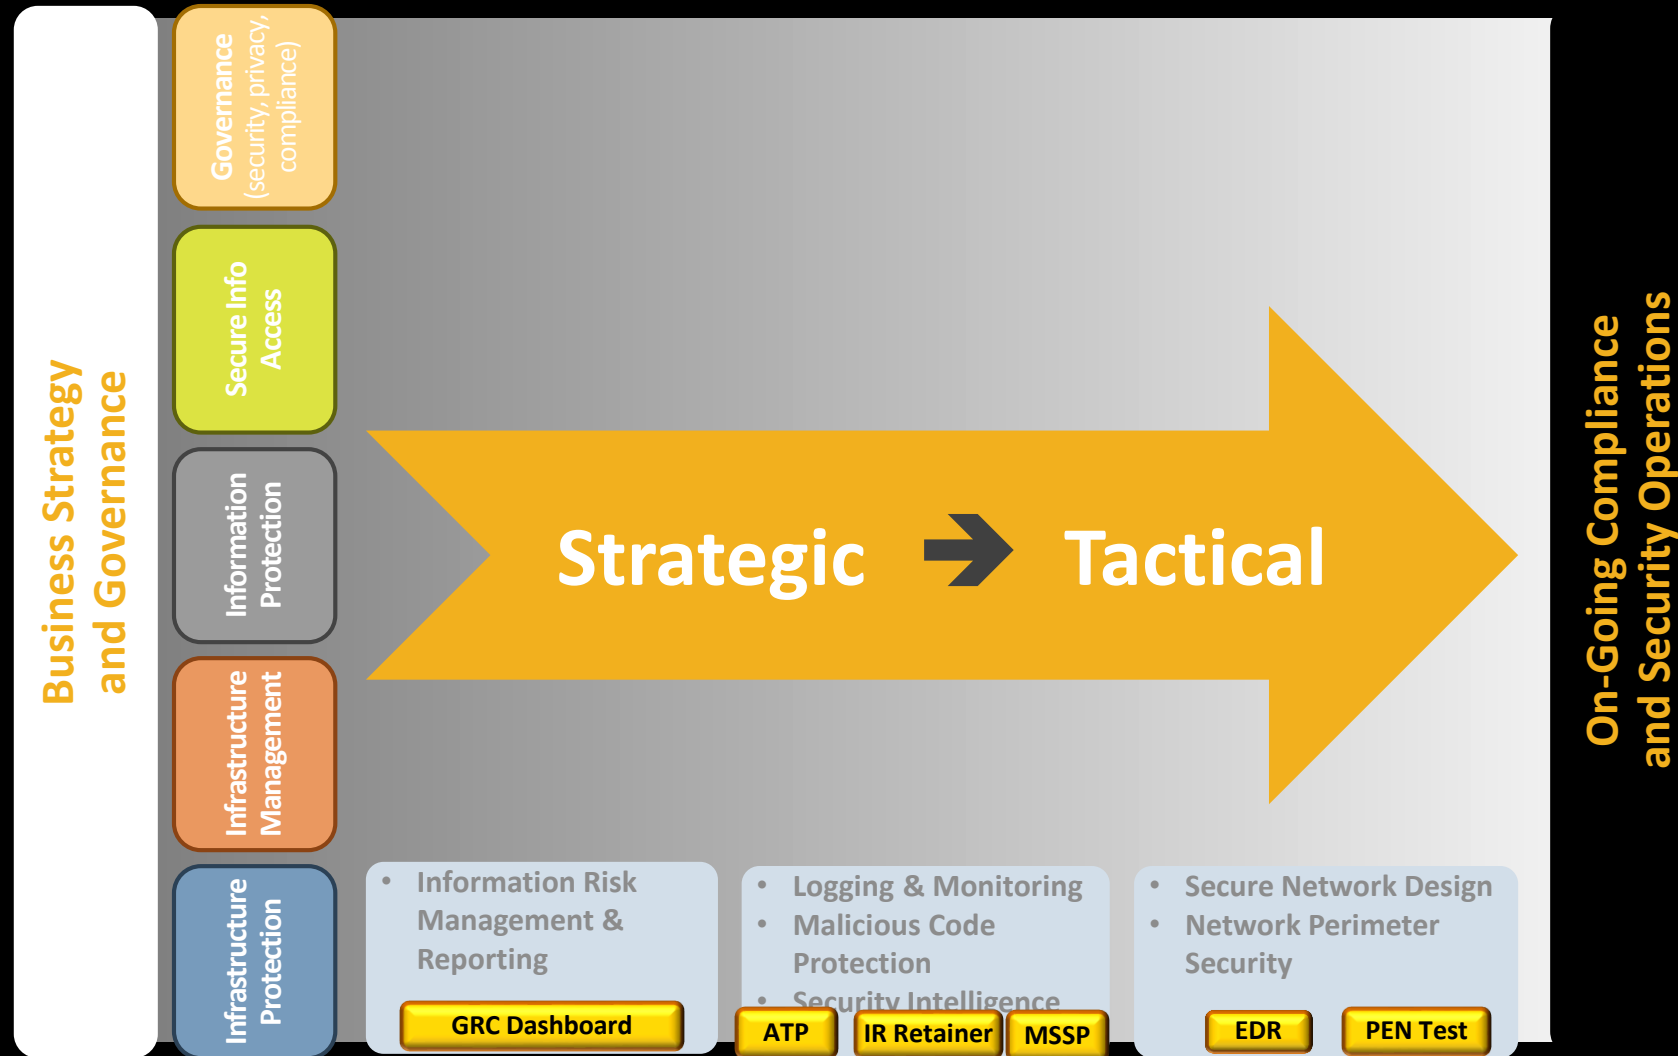 Business Strategy
and Governance
Governance
(security, privacy,
compliance)
Secure Info
Access
Information
Protection
Infrastructure
Management
Infrastructure
Protection
Strategic
Tactical
• Information Risk
Management &
Reporting
GRC Dashboard
• Logging & Monitoring
• Malicious Code
Protection
• Security Intelligence
ATP
IR Retainer
MSSP
• Secure Network Design
• Network Perimeter
Security
EDR
PEN Test
On-Going Compliance
and Security Operations